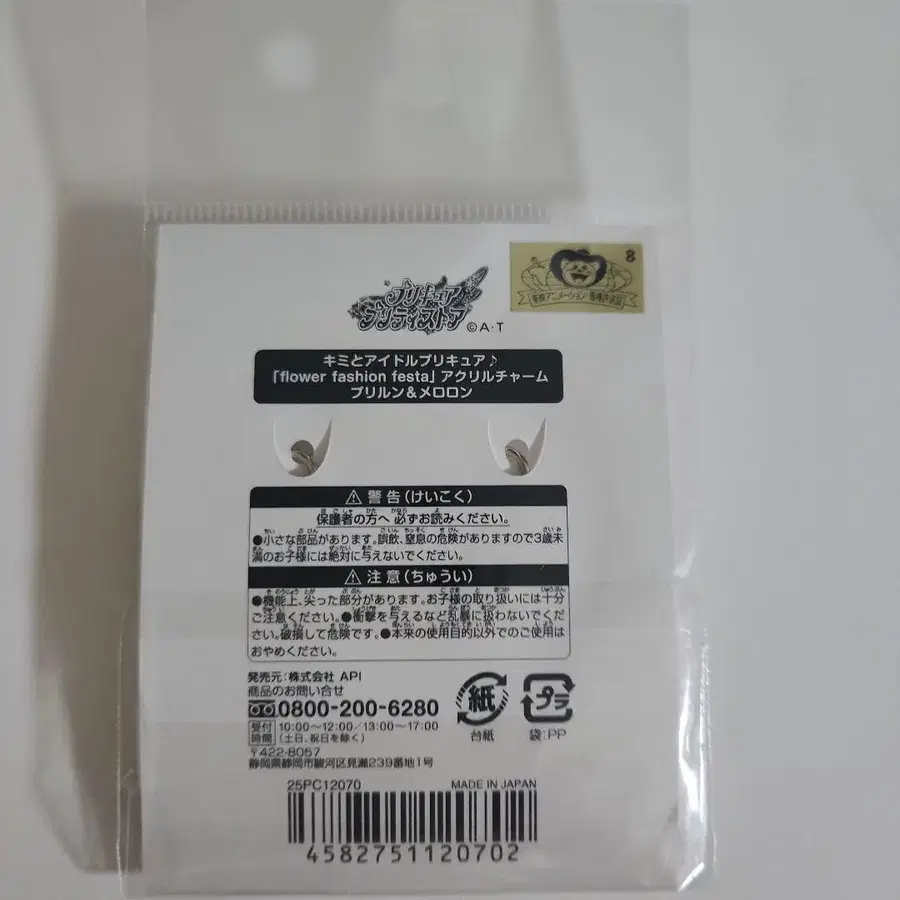 プリキュア
プリティストア
©A·T
8
東映アニメーション・著作許諾証
キミとアイドルプリキュア♪
「flower fashion festa」アクリルチャーム
プリルン&メロロン
⚠ 警告(けいこく)
保護者の方へ 必ずお読みください。
●小さな部品があります。誤飲、窒息の危険がありますので3歳未
満のお子様には絶対に与えないでください。
⚠ 注意(ちゅうい)
●機能上、尖った部分があります。お子様の取り扱いには十分
ご注意ください。●衝撃を与えるなど乱暴に扱わないでくだ
さい。破損して危険です。●本来の使用目的以外でのご使用は
おやめください。
発売元:株式会社 API
商品のお問い合せ
0800-200-6280
受付時間 10:00〜12:00/13:00〜17:00
(土日、祝日を除く)
〒422-8057
静岡県静岡市駿河区見瀬239番地1号
紙
台紙
プラ
袋:PP
25PC12070
MADE IN JAPAN
4582751120702